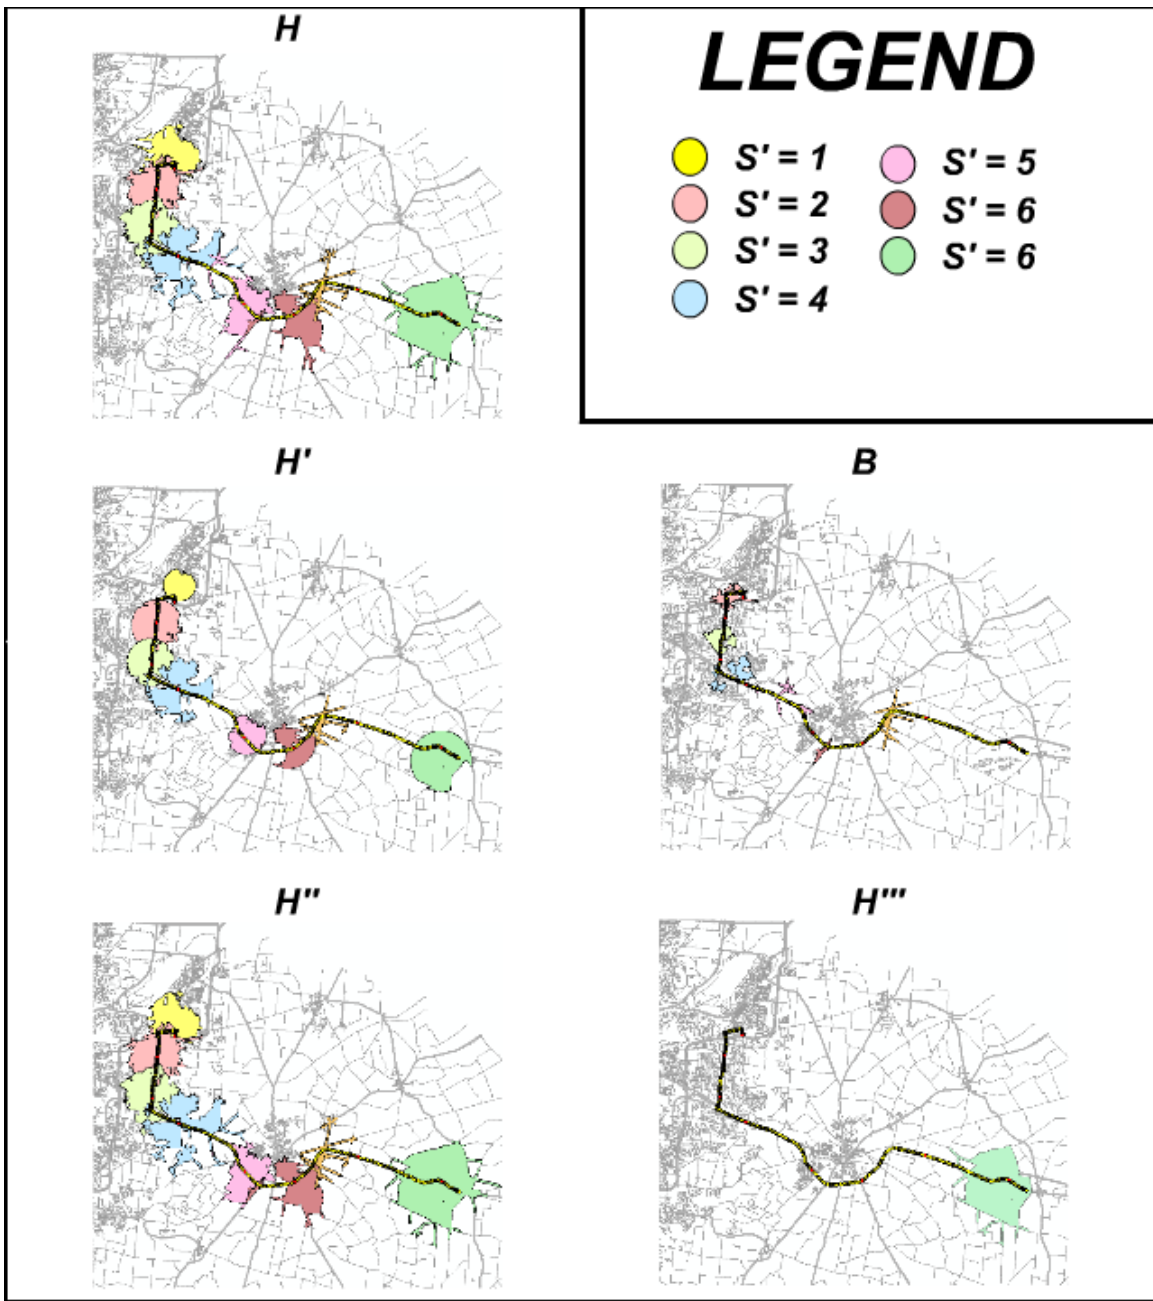 H
LEGEND
S' = 1
S' = 5
S' = 2
S' = 6
S' = 3
S' = 6
S' = 4
H'
B
H''
H'''